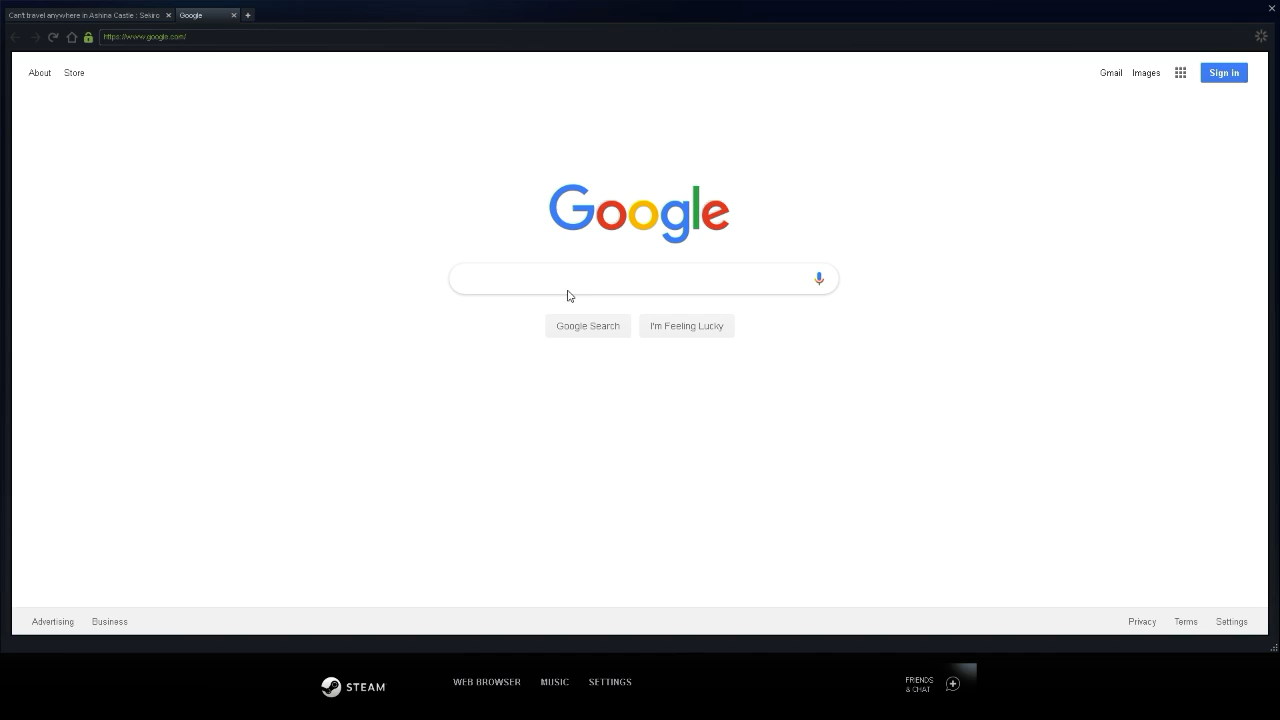 Can't travel anywhere in Ashina Castle : Sekiro
Google
https://www.google.com/
About Store
Gmail Images Sign in
Google
Google Search I'm Feeling Lucky
Advertising Business
Privacy Terms Settings
STEAM
WEB BROWSER MUSIC SETTINGS
FRIENDS
& CHAT